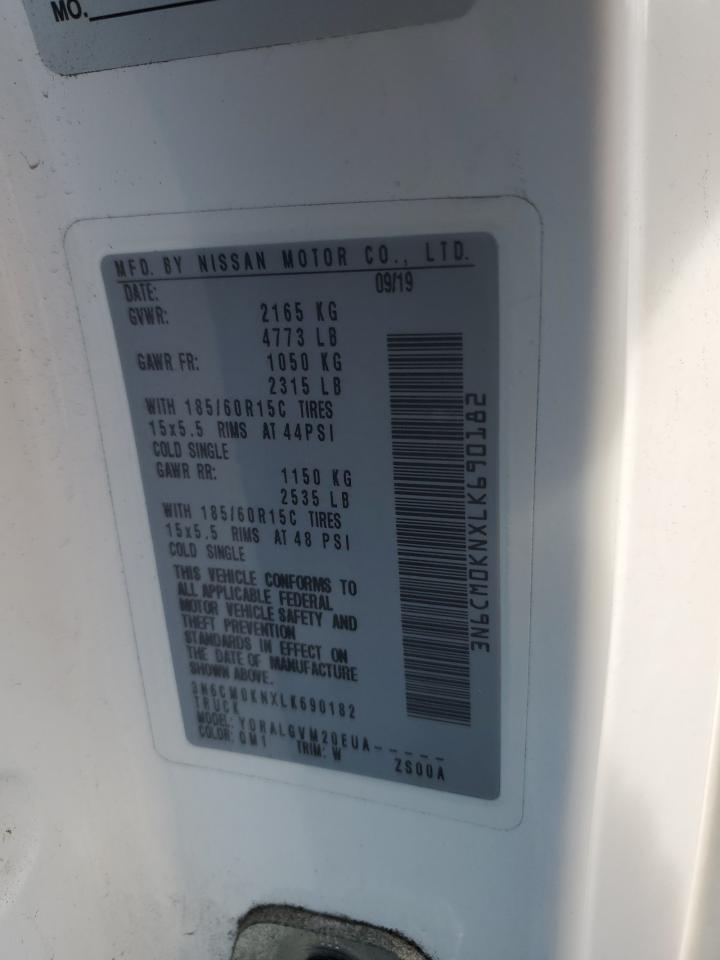 MO.
MFD. BY NISSAN MOTOR CO., LTD.
DATE: 09/19
GVWR: 2165 KG
4773 LB
GAWR FR: 1050 KG
2315 LB
WITH 185/60R15C TIRES
15x5.5 RIMS AT 44PSI
COLD SINGLE
GAWR RR: 1150 KG
2535 LB
WITH 185/60R15C TIRES
15x5.5 RIMS AT 48 PSI
COLD SINGLE
THIS VEHICLE CONFORMS TO
ALL APPLICABLE FEDERAL
MOTOR VEHICLE SAFETY AND
THEFT PREVENTION
STANDARDS IN EFFECT ON
THE DATE OF MANUFACTURE
SHOWN ABOVE.
3N6CM0KNXLK690182
TRUCK
MODEL: YDRALGVM20EUA-----
COLOR: QM1 TRIM: W ZS00A
3N6CM0KNXLK690182